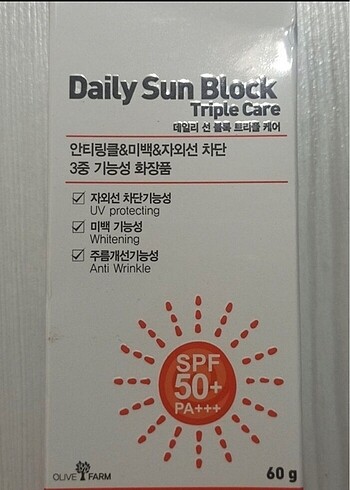 Daily Sun Block
Triple Care
데일리 선 블록 트리플 케어
안티링클&미백&자외선 차단
3중 기능성 화장품
자외선 차단기능성
UV protecting
미백 기능성
Whitening
주름개선기능성
Anti Wrinkle
SPF
50+
PA+++
OLIVE FARM
60 g